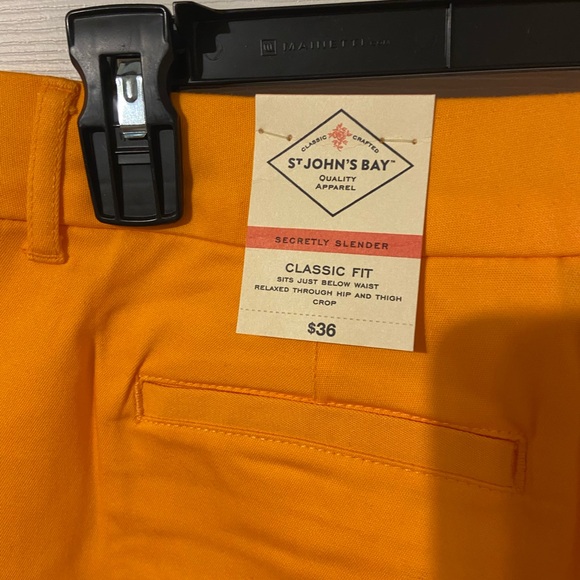 MAINETTI
CLASSIC CRAFTED
ST JOHN'S BAY™
QUALITY
APPAREL
SECRETLY SLENDER
CLASSIC FIT
SITS JUST BELOW WAIST
RELAXED THROUGH HIP AND THIGH
CROP
$36